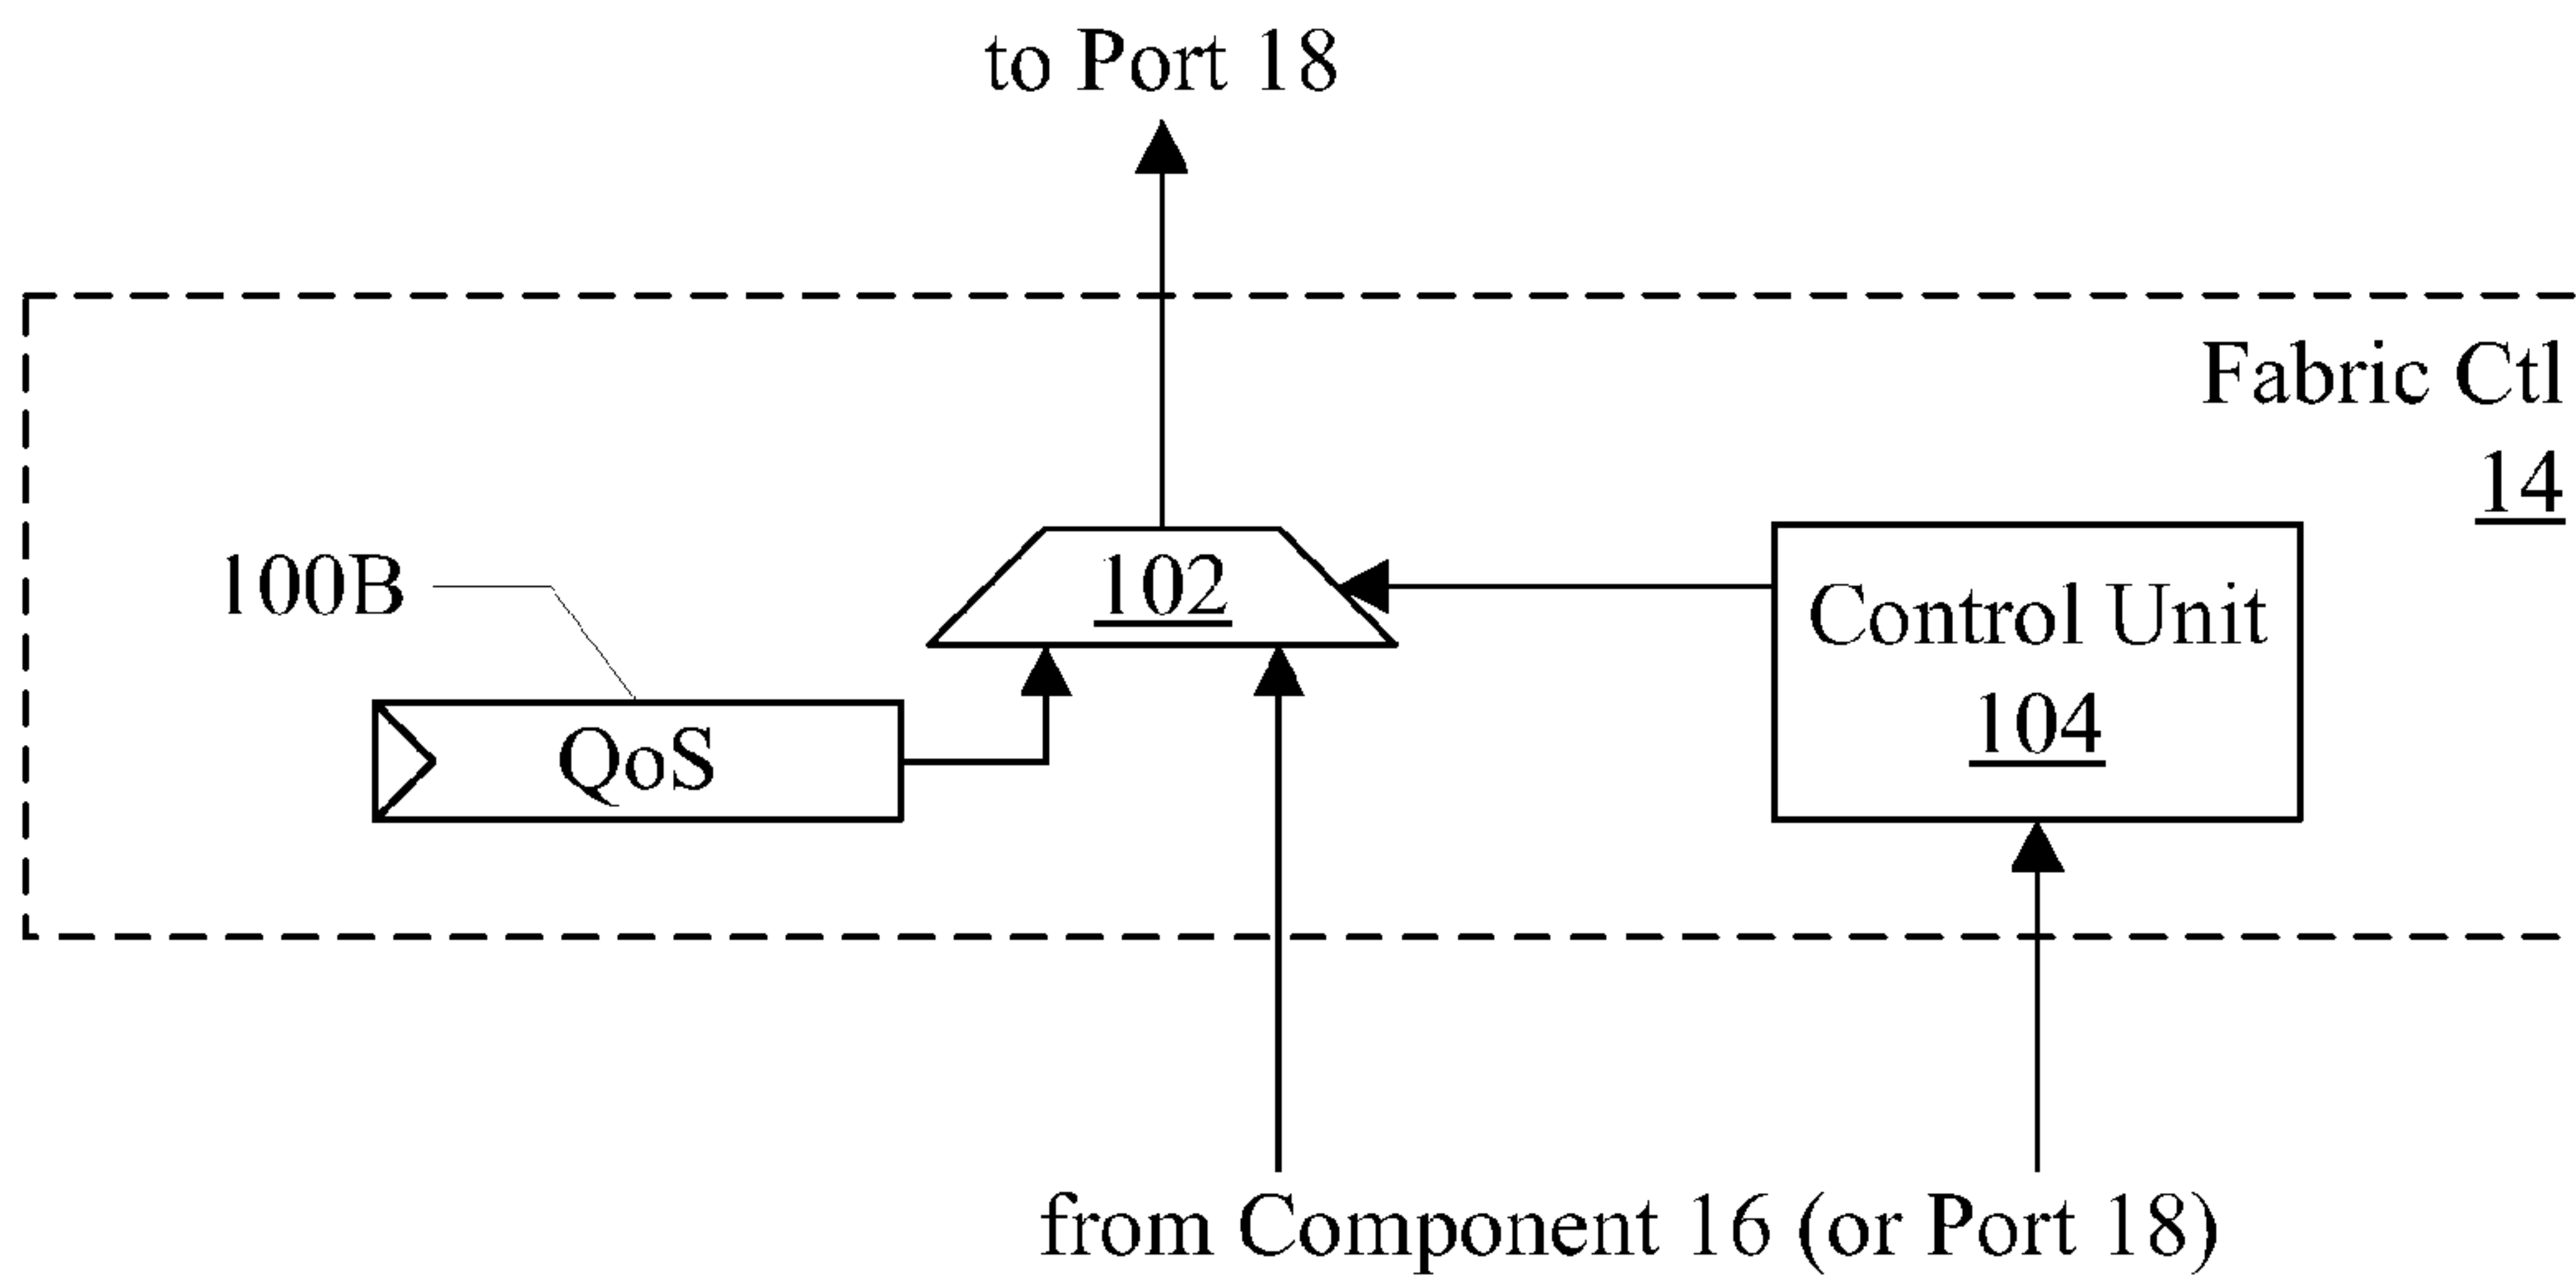 to Port 18
Fabric Ctl
14
100B
102
Control Unit
104
QoS
from Component 16 (or Port 18)